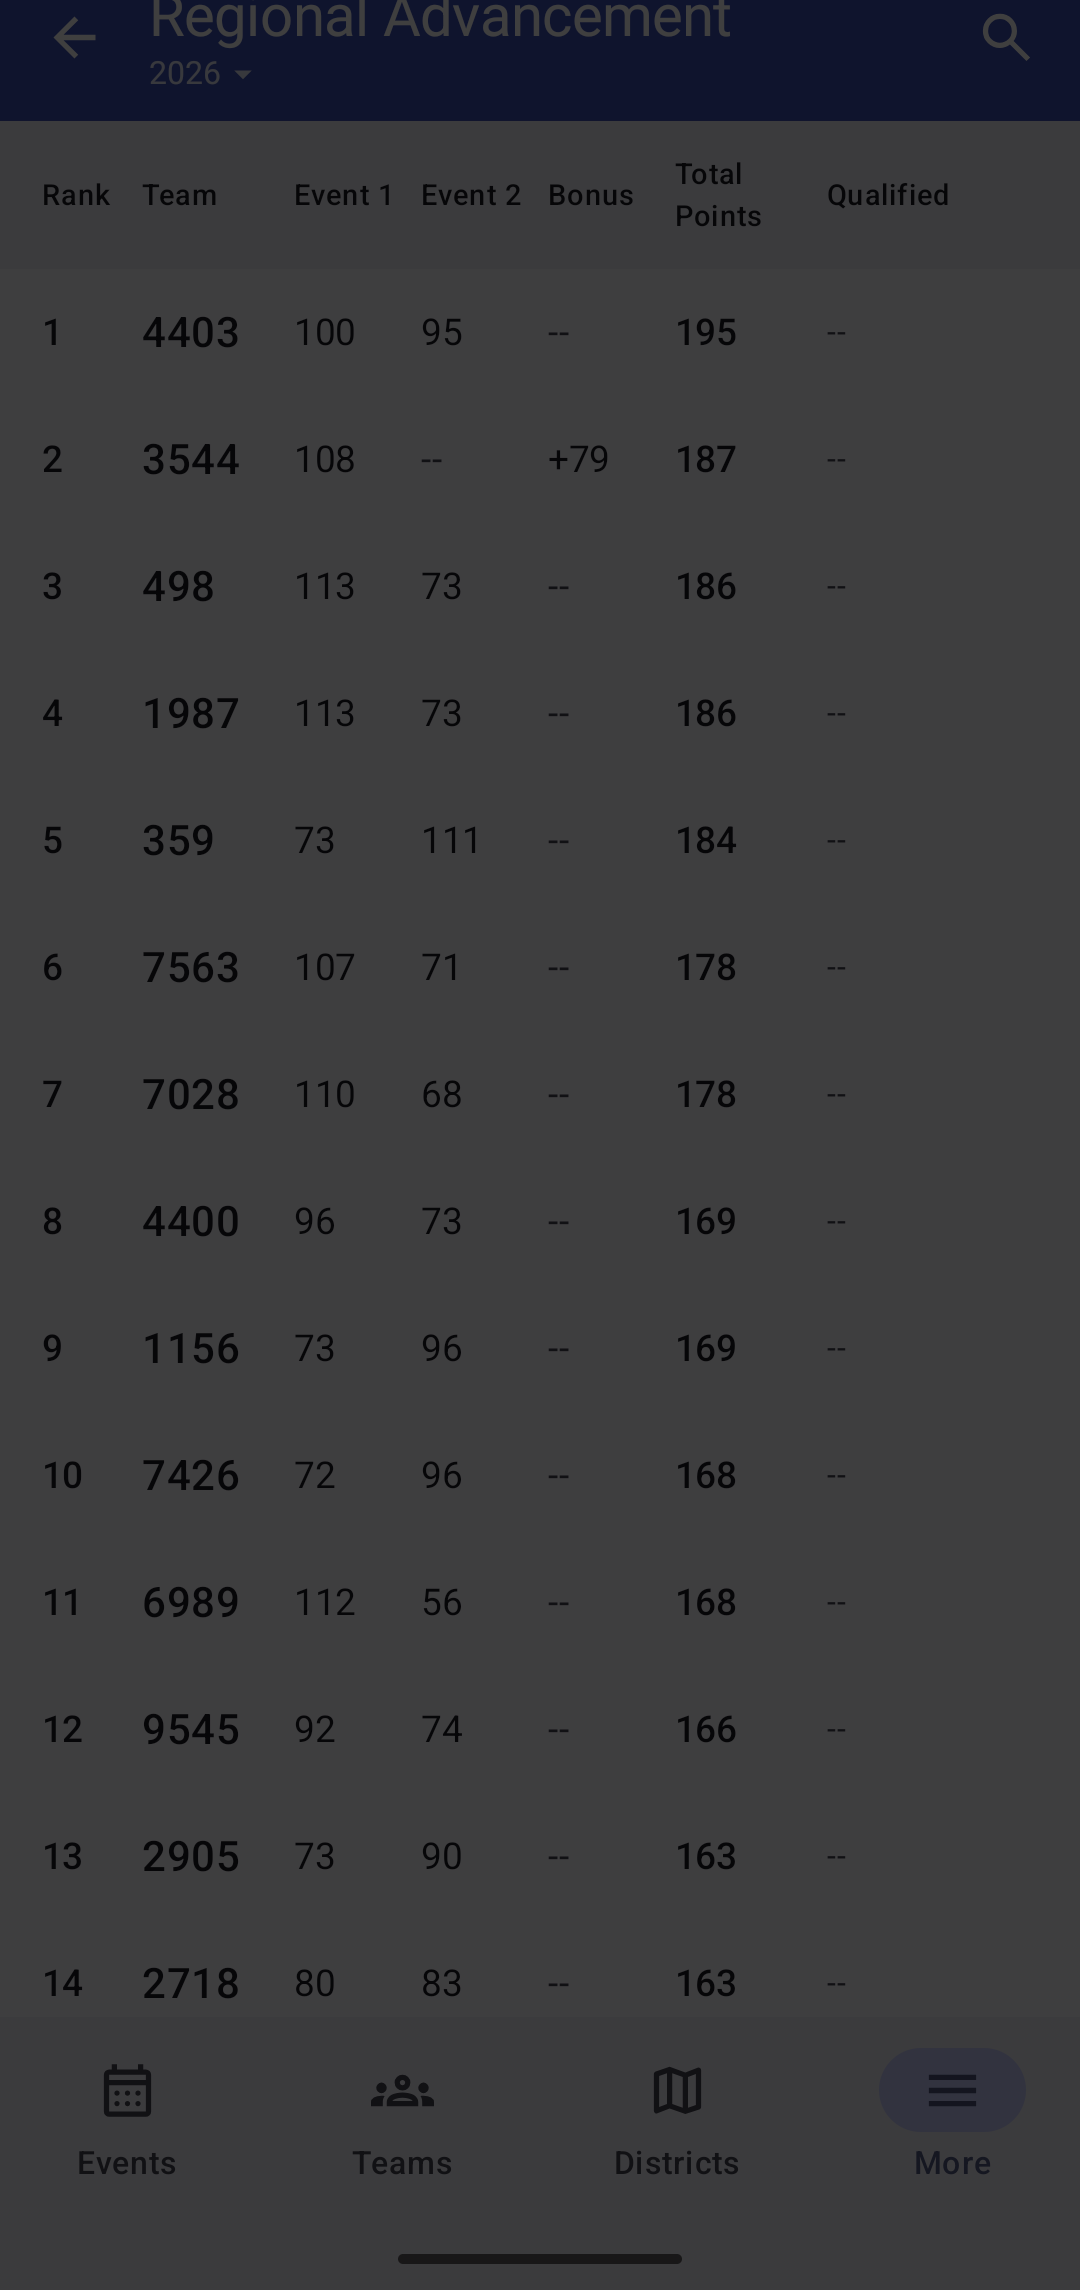 Regional Advancement
2026
Rank Team Event 1 Event 2 Bonus Total Points Qualified
1 4403 100 95 -- 195 --
2 3544 108 -- +79 187 --
3 498 113 73 -- 186 --
4 1987 113 73 -- 186 --
5 359 73 111 -- 184 --
6 7563 107 71 -- 178 --
7 7028 110 68 -- 178 --
8 4400 96 73 -- 169 --
9 1156 73 96 -- 169 --
10 7426 72 96 -- 168 --
11 6989 112 56 -- 168 --
12 9545 92 74 -- 166 --
13 2905 73 90 -- 163 --
14 2718 80 83 -- 163 --
Events Teams Districts More